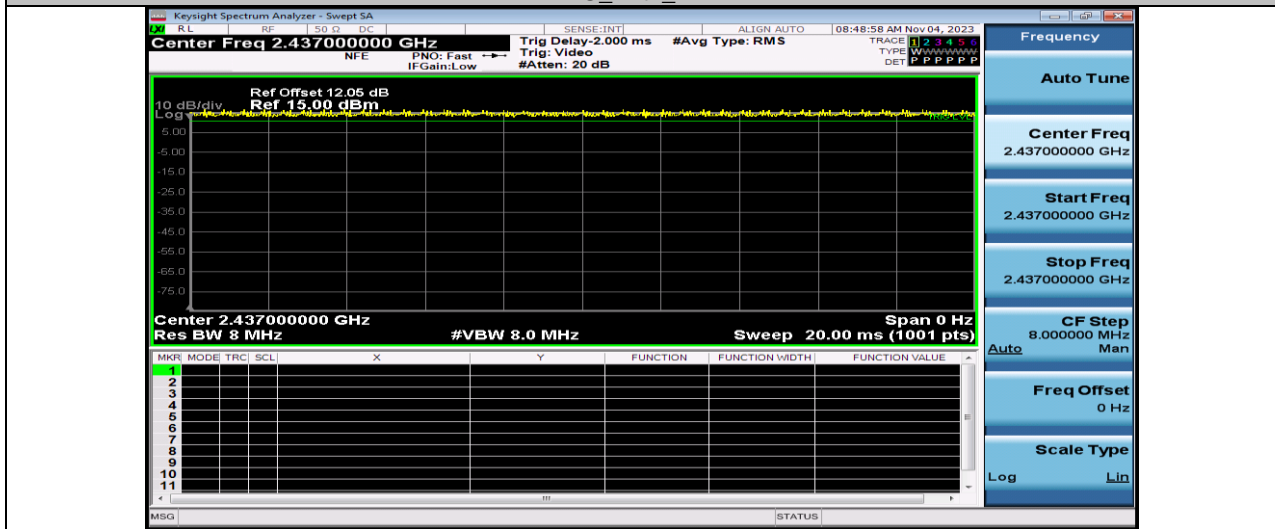 Keysight Spectrum Analyzer - Swept SA
LXI RL RF 50 Ω DC SENSE:INT ALIGN AUTO 08:48:58 AM Nov 04, 2023
Center Freq 2.437000000 GHz
NFE PNO: Fast IFGain:Low
Trig Delay-2.000 ms #Avg Type: RMS
Trig: Video
#Atten: 20 dB
TRACE 1 2 3 4 5 6
TYPE WWWWWW
DET P P P P P P
Ref Offset 12.05 dB
10 dB/div Ref 15.00 dBm
Log
5.00
-5.00
-15.0
-25.0
-35.0
-45.0
-55.0
-65.0
-75.0
Center 2.437000000 GHz Span 0 Hz
Res BW 8 MHz #VBW 8.0 MHz Sweep 20.00 ms (1001 pts)
MKR MODE TRC SCL X Y FUNCTION FUNCTION WIDTH FUNCTION VALUE
1
2
3
4
5
6
7
8
9
10
11
MSG STATUS
Frequency
Auto Tune
Center Freq
2.437000000 GHz
Start Freq
2.437000000 GHz
Stop Freq
2.437000000 GHz
CF Step
8.000000 MHz
Auto Man
Freq Offset
0 Hz
Scale Type
Log Lin